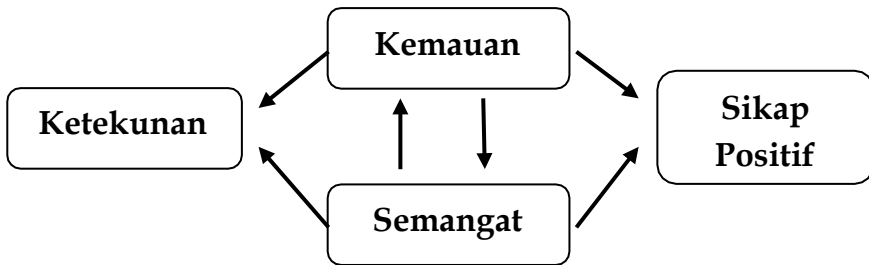 Kemauan
Ketekunan
Sikap
Positif
Semangat